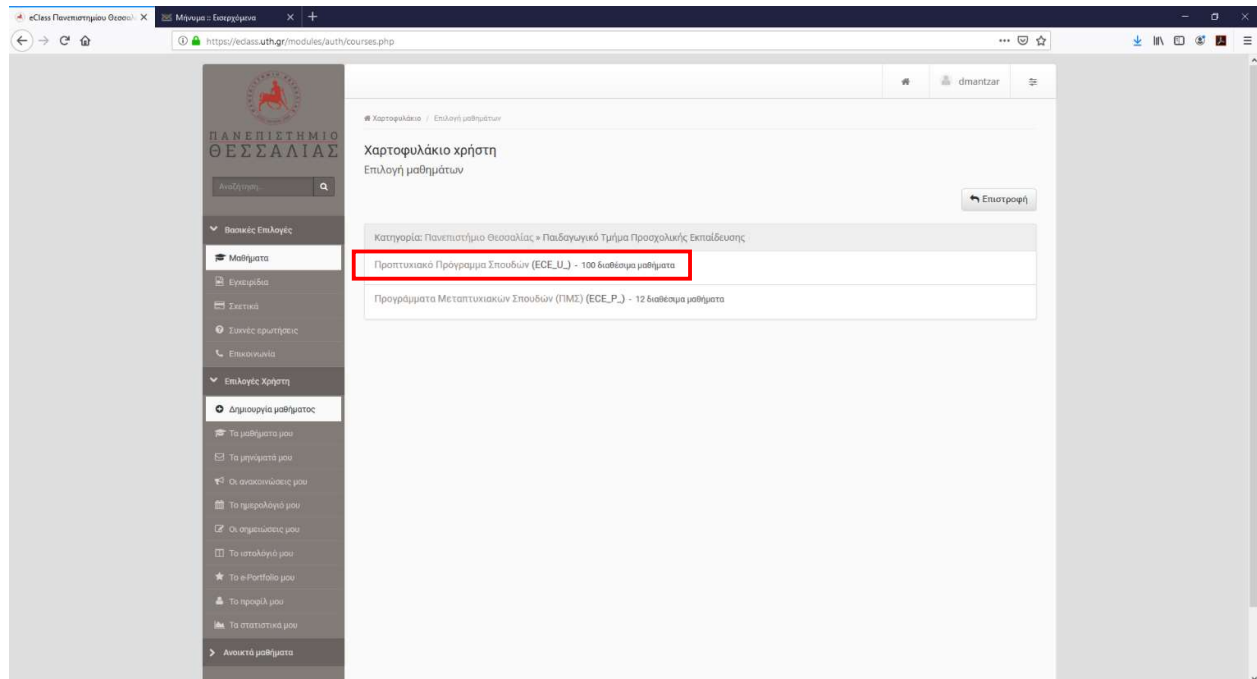 eClass Πανεπιστημίου Θεσσαλ
Μήνυμα :: Εισερχόμενα
https://eclass.uth.gr/modules/auth/courses.php
ΠΑΝΕΠΙΣΤΗΜΙΟ
ΘΕΣΣΑΛΙΑΣ
Αναζήτηση...
Βασικές Επιλογές
Μαθήματα
Εγχειρίδια
Σχετικά
Συχνές ερωτήσεις
Επικοινωνία
Επιλογές Χρήστη
Δημιουργία μαθήματος
Τα μαθήματα μου
Τα μηνύματά μου
Οι ανακοινώσεις μου
Το ημερολόγιό μου
Οι σημειώσεις μου
Το ιστολόγιό μου
Το e-Portfolio μου
Το προφίλ μου
Τα στατιστικά μου
Ανοικτά μαθήματα
dmantzar
Χαρτοφυλάκιο / Επιλογή μαθημάτων
Χαρτοφυλάκιο χρήστη
Επιλογή μαθημάτων
Επιστροφή
Κατηγορία: Πανεπιστήμιο Θεσσαλίας » Παιδαγωγικό Τμήμα Προσχολικής Εκπαίδευσης
Προπτυχιακό Πρόγραμμα Σπουδών (ECE_U_) - 100 διαθέσιμα μαθήματα
Προγράμματα Μεταπτυχιακών Σπουδών (ΠΜΣ) (ECE_P_) - 12 διαθέσιμα μαθήματα